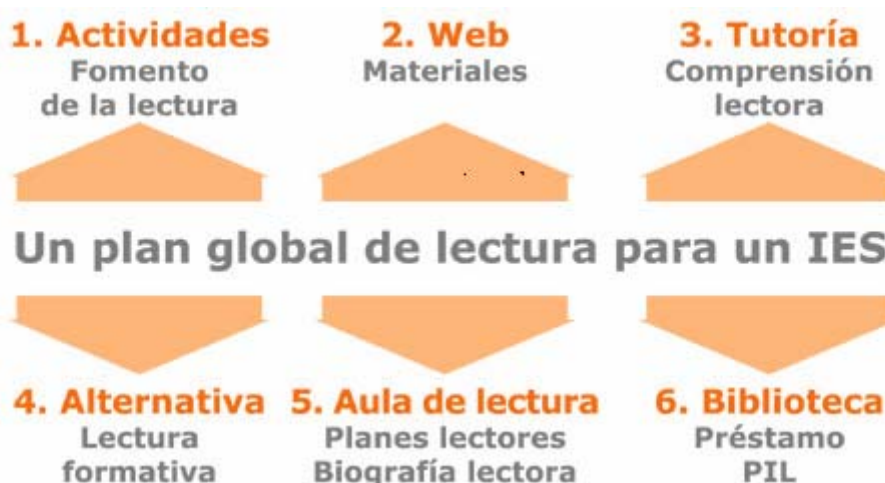 1. Actividades
Fomento
de la lectura
2. Web
Materiales
3. Tutoría
Comprensión
lectora
Un plan global de lectura para un IES
4. Alternativa
Lectura
formativa
5. Aula de lectura
Planes lectores
Biografía lectora
6. Biblioteca
Préstamo
PIL